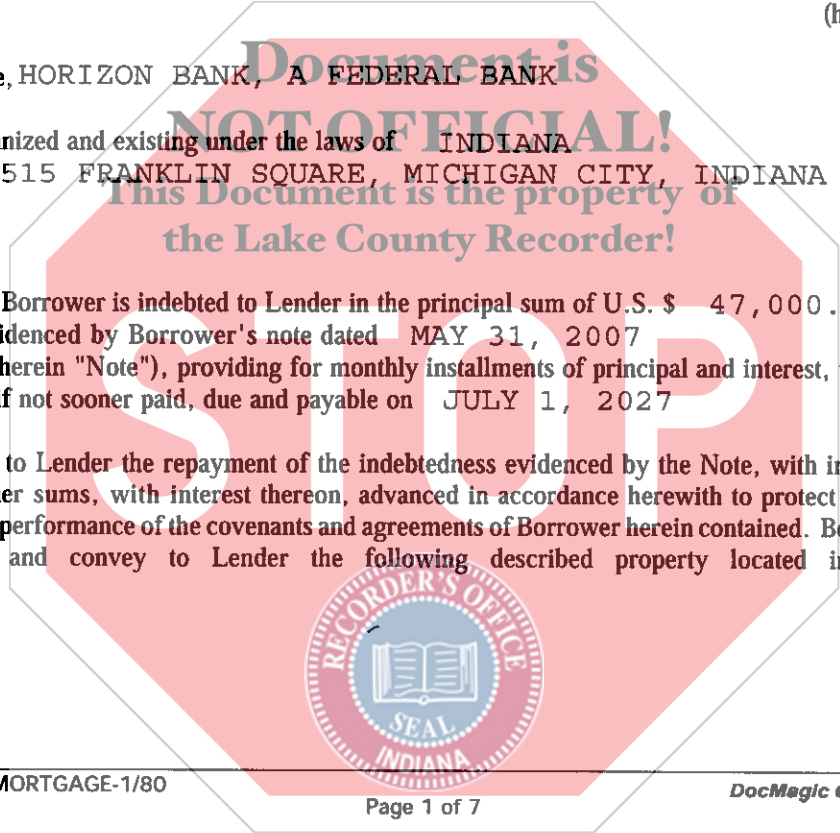 (h
e, HORIZON BANK, A FEDERAL BANK
Document is
nized and existing under the laws of INDIANA
NOT OFFICIAL!
515 FRANKLIN SQUARE, MICHIGAN CITY, INDIANA
This Document is the property of
the Lake County Recorder!
Borrower is indebted to Lender in the principal sum of U.S. $ 47,000.
idenced by Borrower's note dated MAY 31, 2007
herein "Note"), providing for monthly installments of principal and interest,
if not sooner paid, due and payable on JULY 1, 2027
STOP
to Lender the repayment of the indebtedness evidenced by the Note, with in
er sums, with interest thereon, advanced in accordance herewith to protect
performance of the covenants and agreements of Borrower herein contained. Bo
and convey to Lender the following described property located i
RECORDER'S OFFICE
SEAL
INDIANA
MORTGAGE-1/80
Page 1 of 7
DocMagic